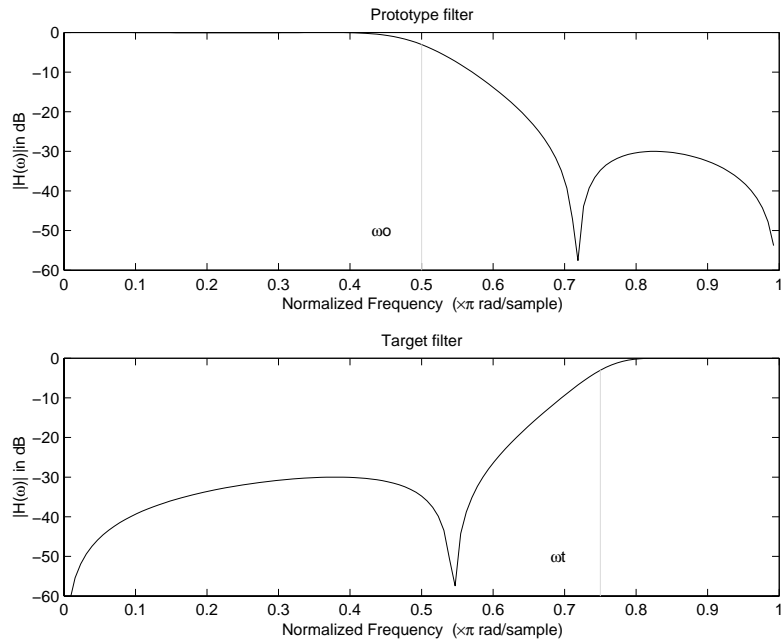 Prototype filter
0
−10
−20
−30
−40
−50
−60
|H(ω)|in dB
ωo
0 0.1 0.2 0.3 0.4 0.5 0.6 0.7 0.8 0.9 1
Normalized Frequency (×π rad/sample)
Target filter
0
−10
−20
−30
−40
−50
−60
|H(ω)| in dB
ωt
0 0.1 0.2 0.3 0.4 0.5 0.6 0.7 0.8 0.9 1
Normalized Frequency (×π rad/sample)